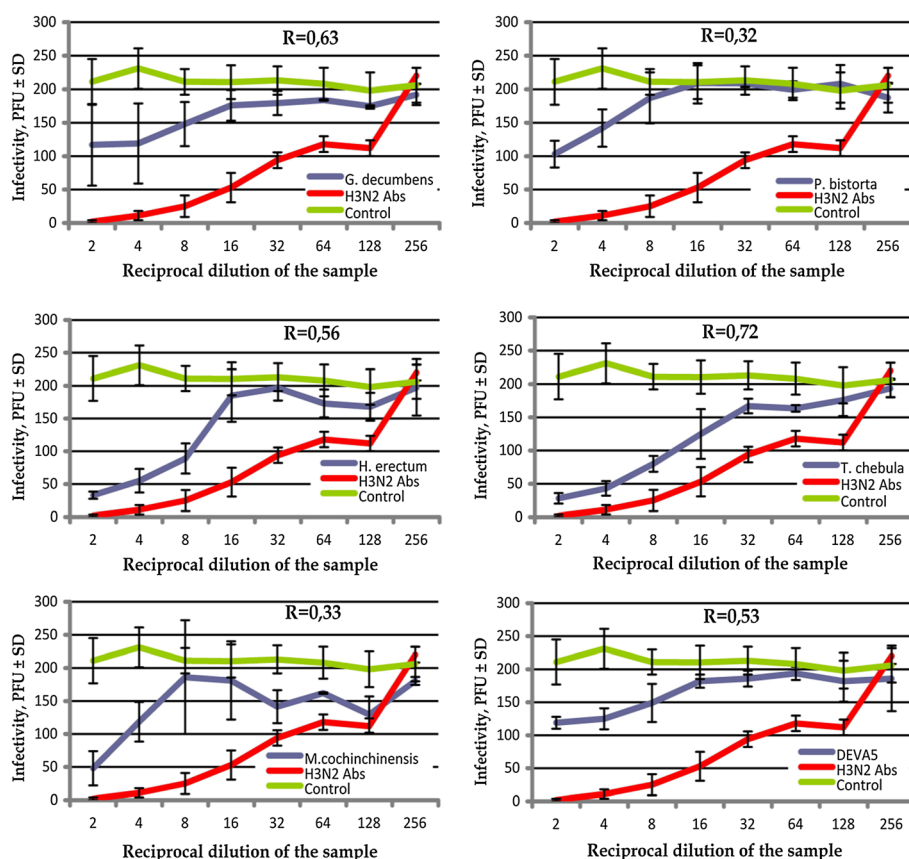 R=0,63
Infectivity, PFU ± SD
300
250
200
150
100
50
0
G. decumbens
H3N2 Abs
Control
2 4 8 16 32 64 128 256
Reciprocal dilution of the sample
R=0,32
Infectivity, PFU ± SD
300
250
200
150
100
50
0
P. bistorta
H3N2 Abs
Control
2 4 8 16 32 64 128 256
Reciprocal dilution of the sample
R=0,56
Infectivity, PFU ± SD
300
250
200
150
100
50
0
H. erectum
H3N2 Abs
Control
2 4 8 16 32 64 128 256
Reciprocal dilution of the sample
R=0,72
Infectivity, PFU ± SD
300
250
200
150
100
50
0
T. chebula
H3N2 Abs
Control
2 4 8 16 32 64 128 256
Reciprocal dilution of the sample
R=0,33
Infectivity, PFU ± SD
300
250
200
150
100
50
0
M.cochinchinensis
H3N2 Abs
Control
2 4 8 16 32 64 128 256
Reciprocal dilution of the sample
R=0,53
Infectivity, PFU ± SD
300
250
200
150
100
50
0
DEVA5
H3N2 Abs
Control
2 4 8 16 32 64 128 256
Reciprocal dilution of the sample